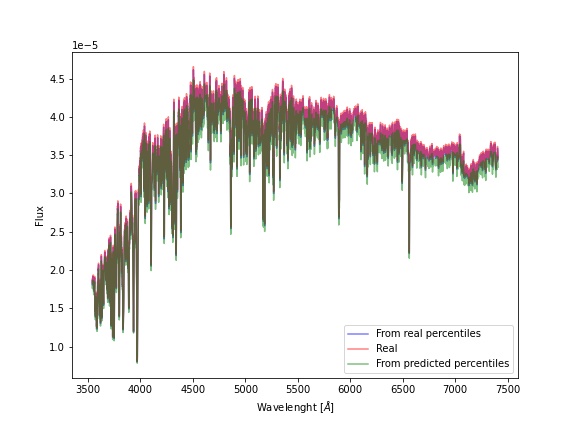 1e−5
4.5
4.0
3.5
3.0
2.5
2.0
1.5
1.0
Flux
From real percentiles
Real
From predicted percentiles
3500 4000 4500 5000 5500 6000 6500 7000 7500
Wavelenght [Å]